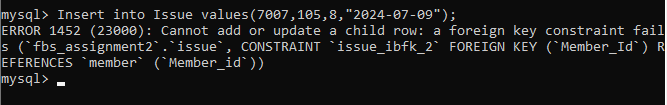 mysql> Insert into Issue values(7007,105,8,"2024-07-09");
ERROR 1452 (23000): Cannot add or update a child row: a foreign key constraint fail
s (`fbs_assignment2`.`issue`, CONSTRAINT `issue_ibfk_2` FOREIGN KEY (`Member_Id`) R
EFERENCES `member` (`Member_id`))
mysql>